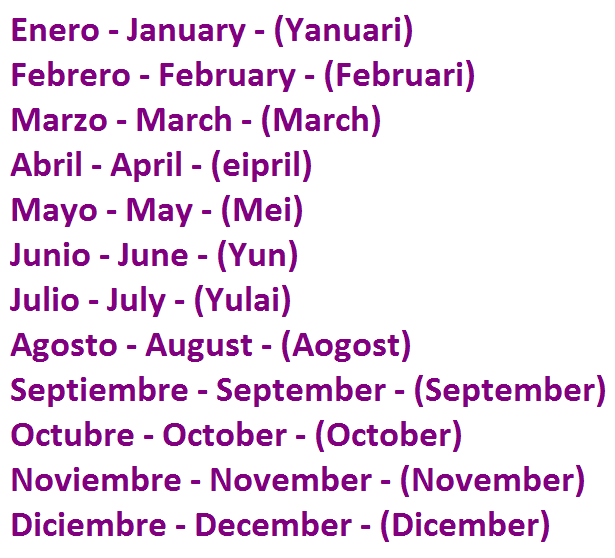 Enero - January - (Yanuari)
Febrero - February - (Februari)
Marzo - March - (March)
Abril - April - (eipril)
Mayo - May - (Mei)
Junio - June - (Yun)
Julio - July - (Yulai)
Agosto - August - (Aogost)
Septiembre - September - (September)
Octubre - October - (October)
Noviembre - November - (November)
Diciembre - December - (Dicember)